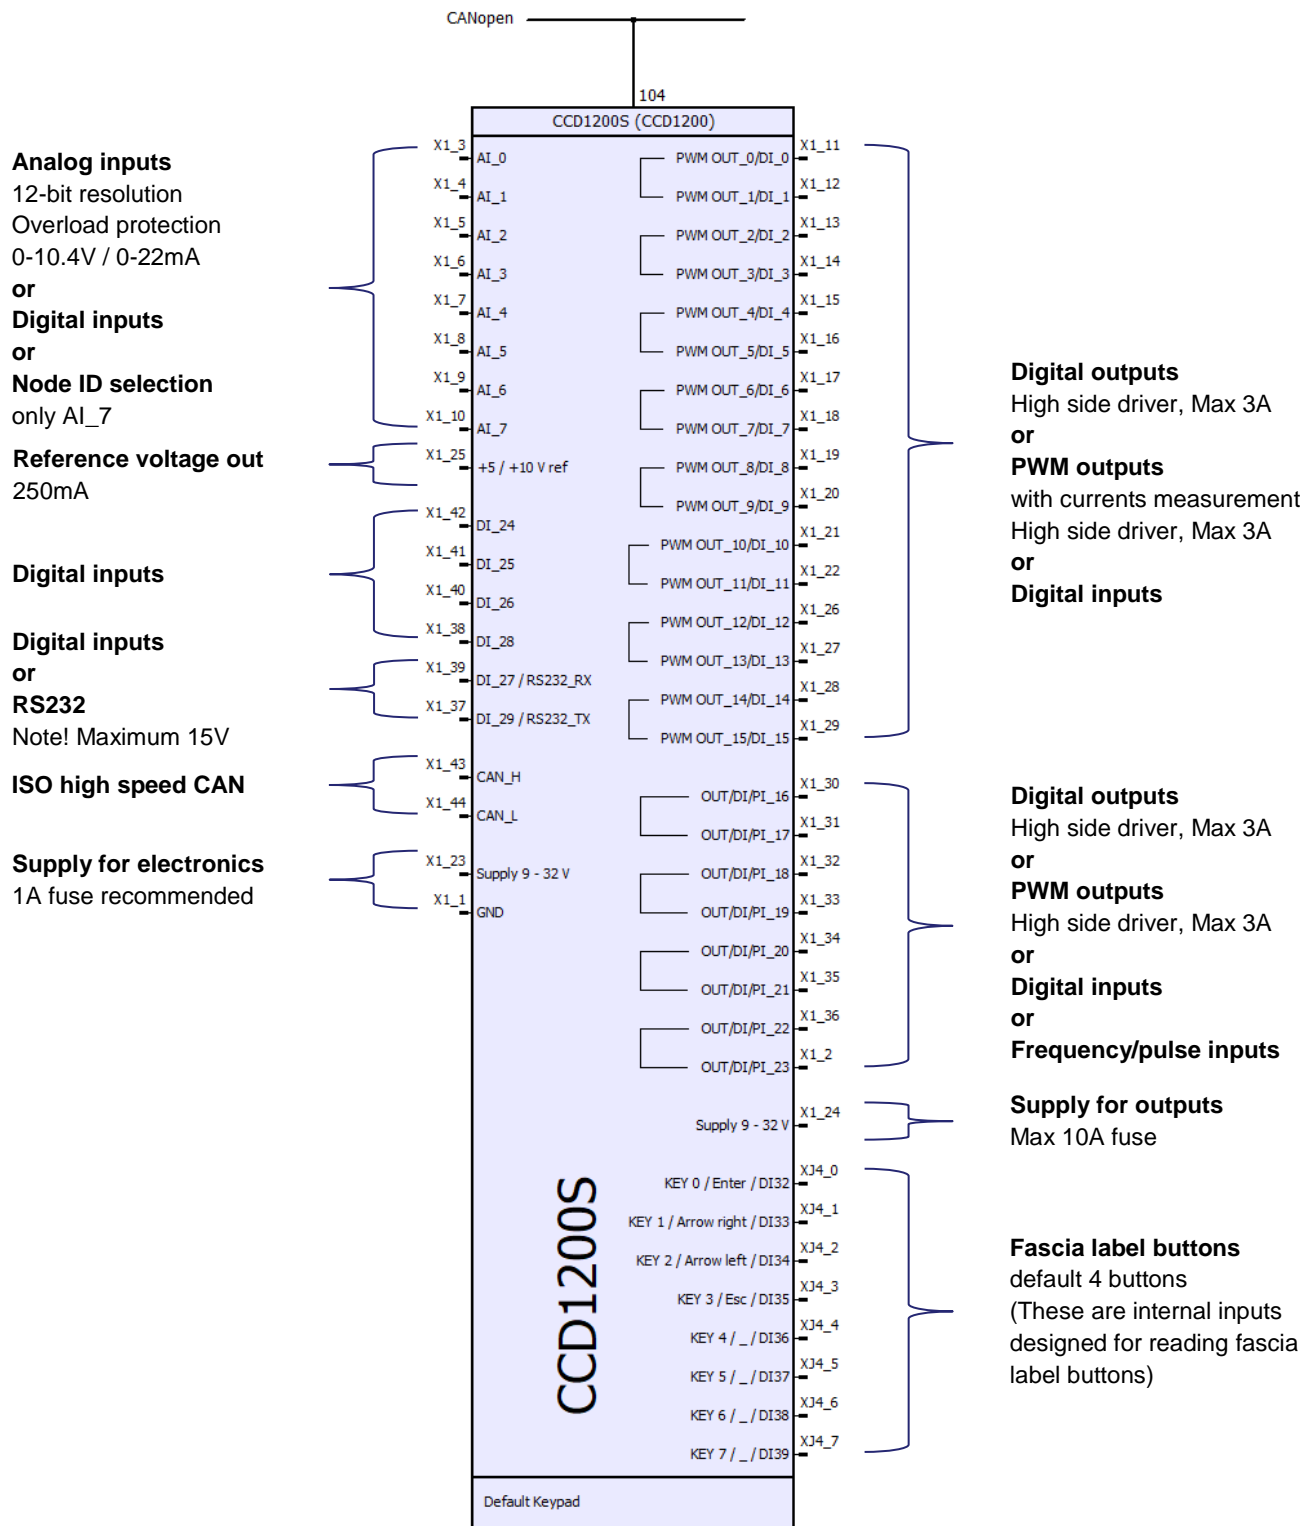 CANopen
104
CCD1200S (CCD1200)
Analog inputs
12-bit resolution
Overload protection
0-10.4V / 0-22mA
or
Digital inputs
or
Node ID selection
only AI_7
Reference voltage out
250mA
Digital inputs
Digital inputs
or
RS232
Note! Maximum 15V
ISO high speed CAN
Supply for electronics
1A fuse recommended
X1_3
AI_0
X1_4
AI_1
X1_5
AI_2
X1_6
AI_3
X1_7
AI_4
X1_8
AI_5
X1_9
AI_6
X1_10
AI_7
X1_25
+5 / +10 V ref
X1_42
DI_24
X1_41
DI_25
X1_40
DI_26
X1_38
DI_28
X1_39
DI_27 / RS232_RX
X1_37
DI_29 / RS232_TX
X1_43
CAN_H
X1_44
CAN_L
X1_23
Supply 9 - 32 V
X1_1
GND
X1_11
PWM OUT_0/DI_0
X1_12
PWM OUT_1/DI_1
X1_13
PWM OUT_2/DI_2
X1_14
PWM OUT_3/DI_3
X1_15
PWM OUT_4/DI_4
X1_16
PWM OUT_5/DI_5
X1_17
PWM OUT_6/DI_6
X1_18
PWM OUT_7/DI_7
X1_19
PWM OUT_8/DI_8
X1_20
PWM OUT_9/DI_9
X1_21
PWM OUT_10/DI_10
X1_22
PWM OUT_11/DI_11
X1_26
PWM OUT_12/DI_12
X1_27
PWM OUT_13/DI_13
X1_28
PWM OUT_14/DI_14
X1_29
PWM OUT_15/DI_15
X1_30
OUT/DI/PI_16
X1_31
OUT/DI/PI_17
X1_32
OUT/DI/PI_18
X1_33
OUT/DI/PI_19
X1_34
OUT/DI/PI_20
X1_35
OUT/DI/PI_21
X1_36
OUT/DI/PI_22
X1_2
OUT/DI/PI_23
X1_24
Supply 9 - 32 V
XJ4_0
KEY 0 / Enter / DI32
XJ4_1
KEY 1 / Arrow right / DI33
XJ4_2
KEY 2 / Arrow left / DI34
XJ4_3
KEY 3 / Esc / DI35
XJ4_4
KEY 4 / _ / DI36
XJ4_5
KEY 5 / _ / DI37
XJ4_6
KEY 6 / _ / DI38
XJ4_7
KEY 7 / _ / DI39
CCD1200S
Default Keypad
Digital outputs
High side driver, Max 3A
or
PWM outputs
with currents measurement
High side driver, Max 3A
or
Digital inputs
Digital outputs
High side driver, Max 3A
or
PWM outputs
High side driver, Max 3A
or
Digital inputs
or
Frequency/pulse inputs
Supply for outputs
Max 10A fuse
Fascia label buttons
default 4 buttons
(These are internal inputs
designed for reading fascia
label buttons)